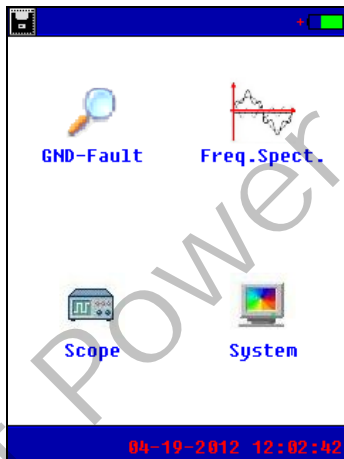 GND-Fault
Freq.Spect.
Scope
System
04-19-2012 12:02:42
Power